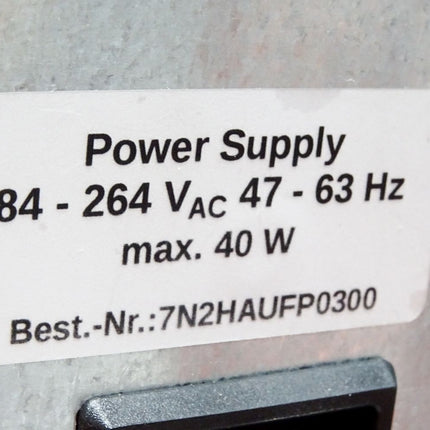 Power Supply
84 - 264 VAC 47 - 63 Hz
max. 40 W
Best.-Nr.:7N2HAUFP0300